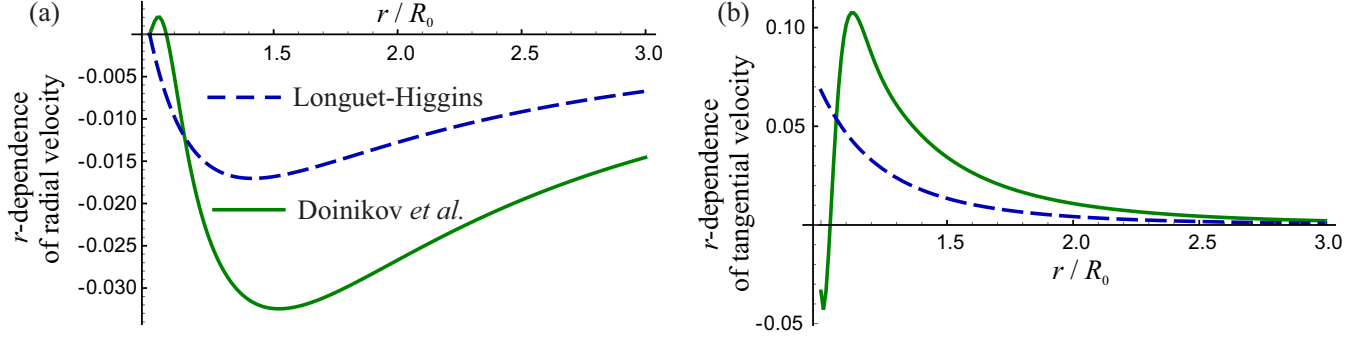 (a)
r / R₀
1.5
2.0
2.5
3.0
-0.005
-0.010
-0.015
-0.020
-0.025
-0.030
r-dependence
of radial velocity
Longuet-Higgins
Doinikov et al.
(b)
0.10
0.05
-0.05
1.5
2.0
2.5
3.0
r / R₀
r-dependence
of tangential velocity